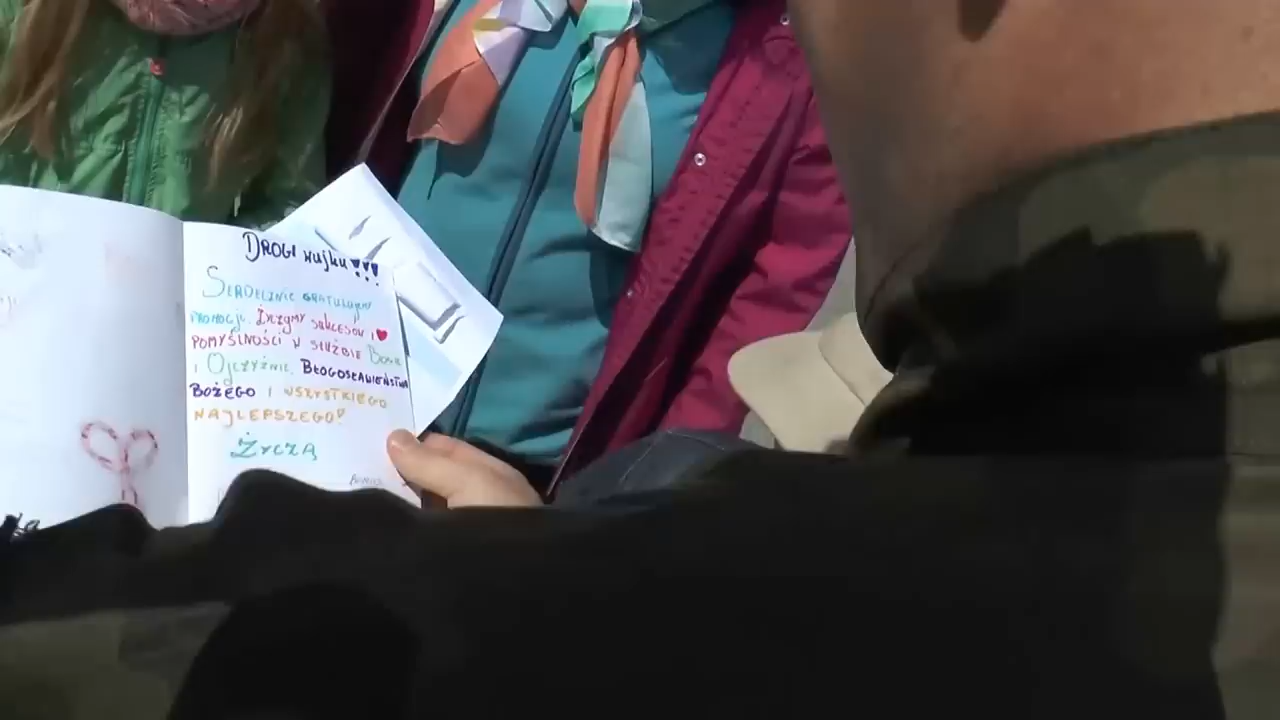 DROGI WUJKU!!!
SERDECZNIE GRATULUJEMY
PROMOCJI. ŻYCZYMY SUKCESÓW I
POMYŚLNOŚCI W SŁUŻBIE BOGU
I OJCZYŹNIE, BŁOGOSŁAWIEŃSTWA
BOŻEGO I WSZYSTKIEGO
NAJLEPSZEGO!
ŻYCZĄ